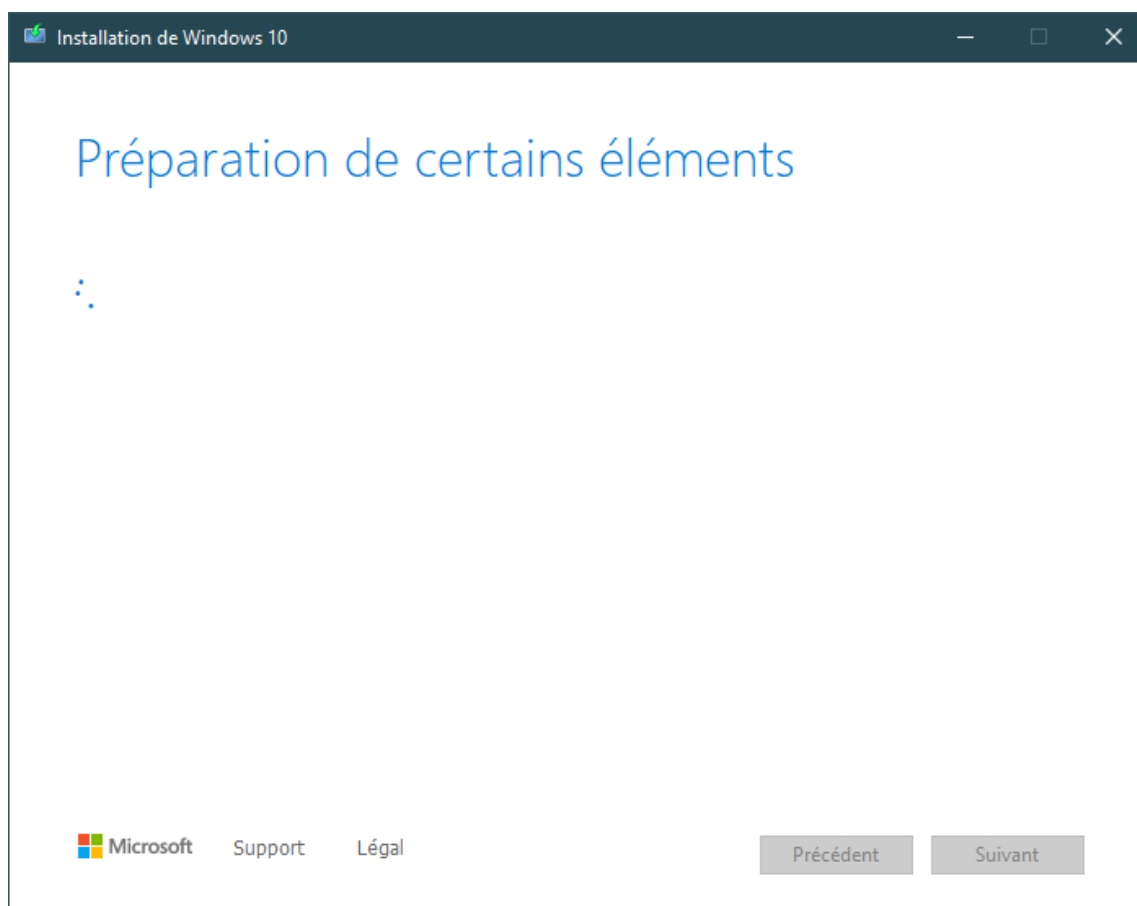 Installation de Windows 10
Préparation de certains éléments
Microsoft Support Légal Précédent Suivant